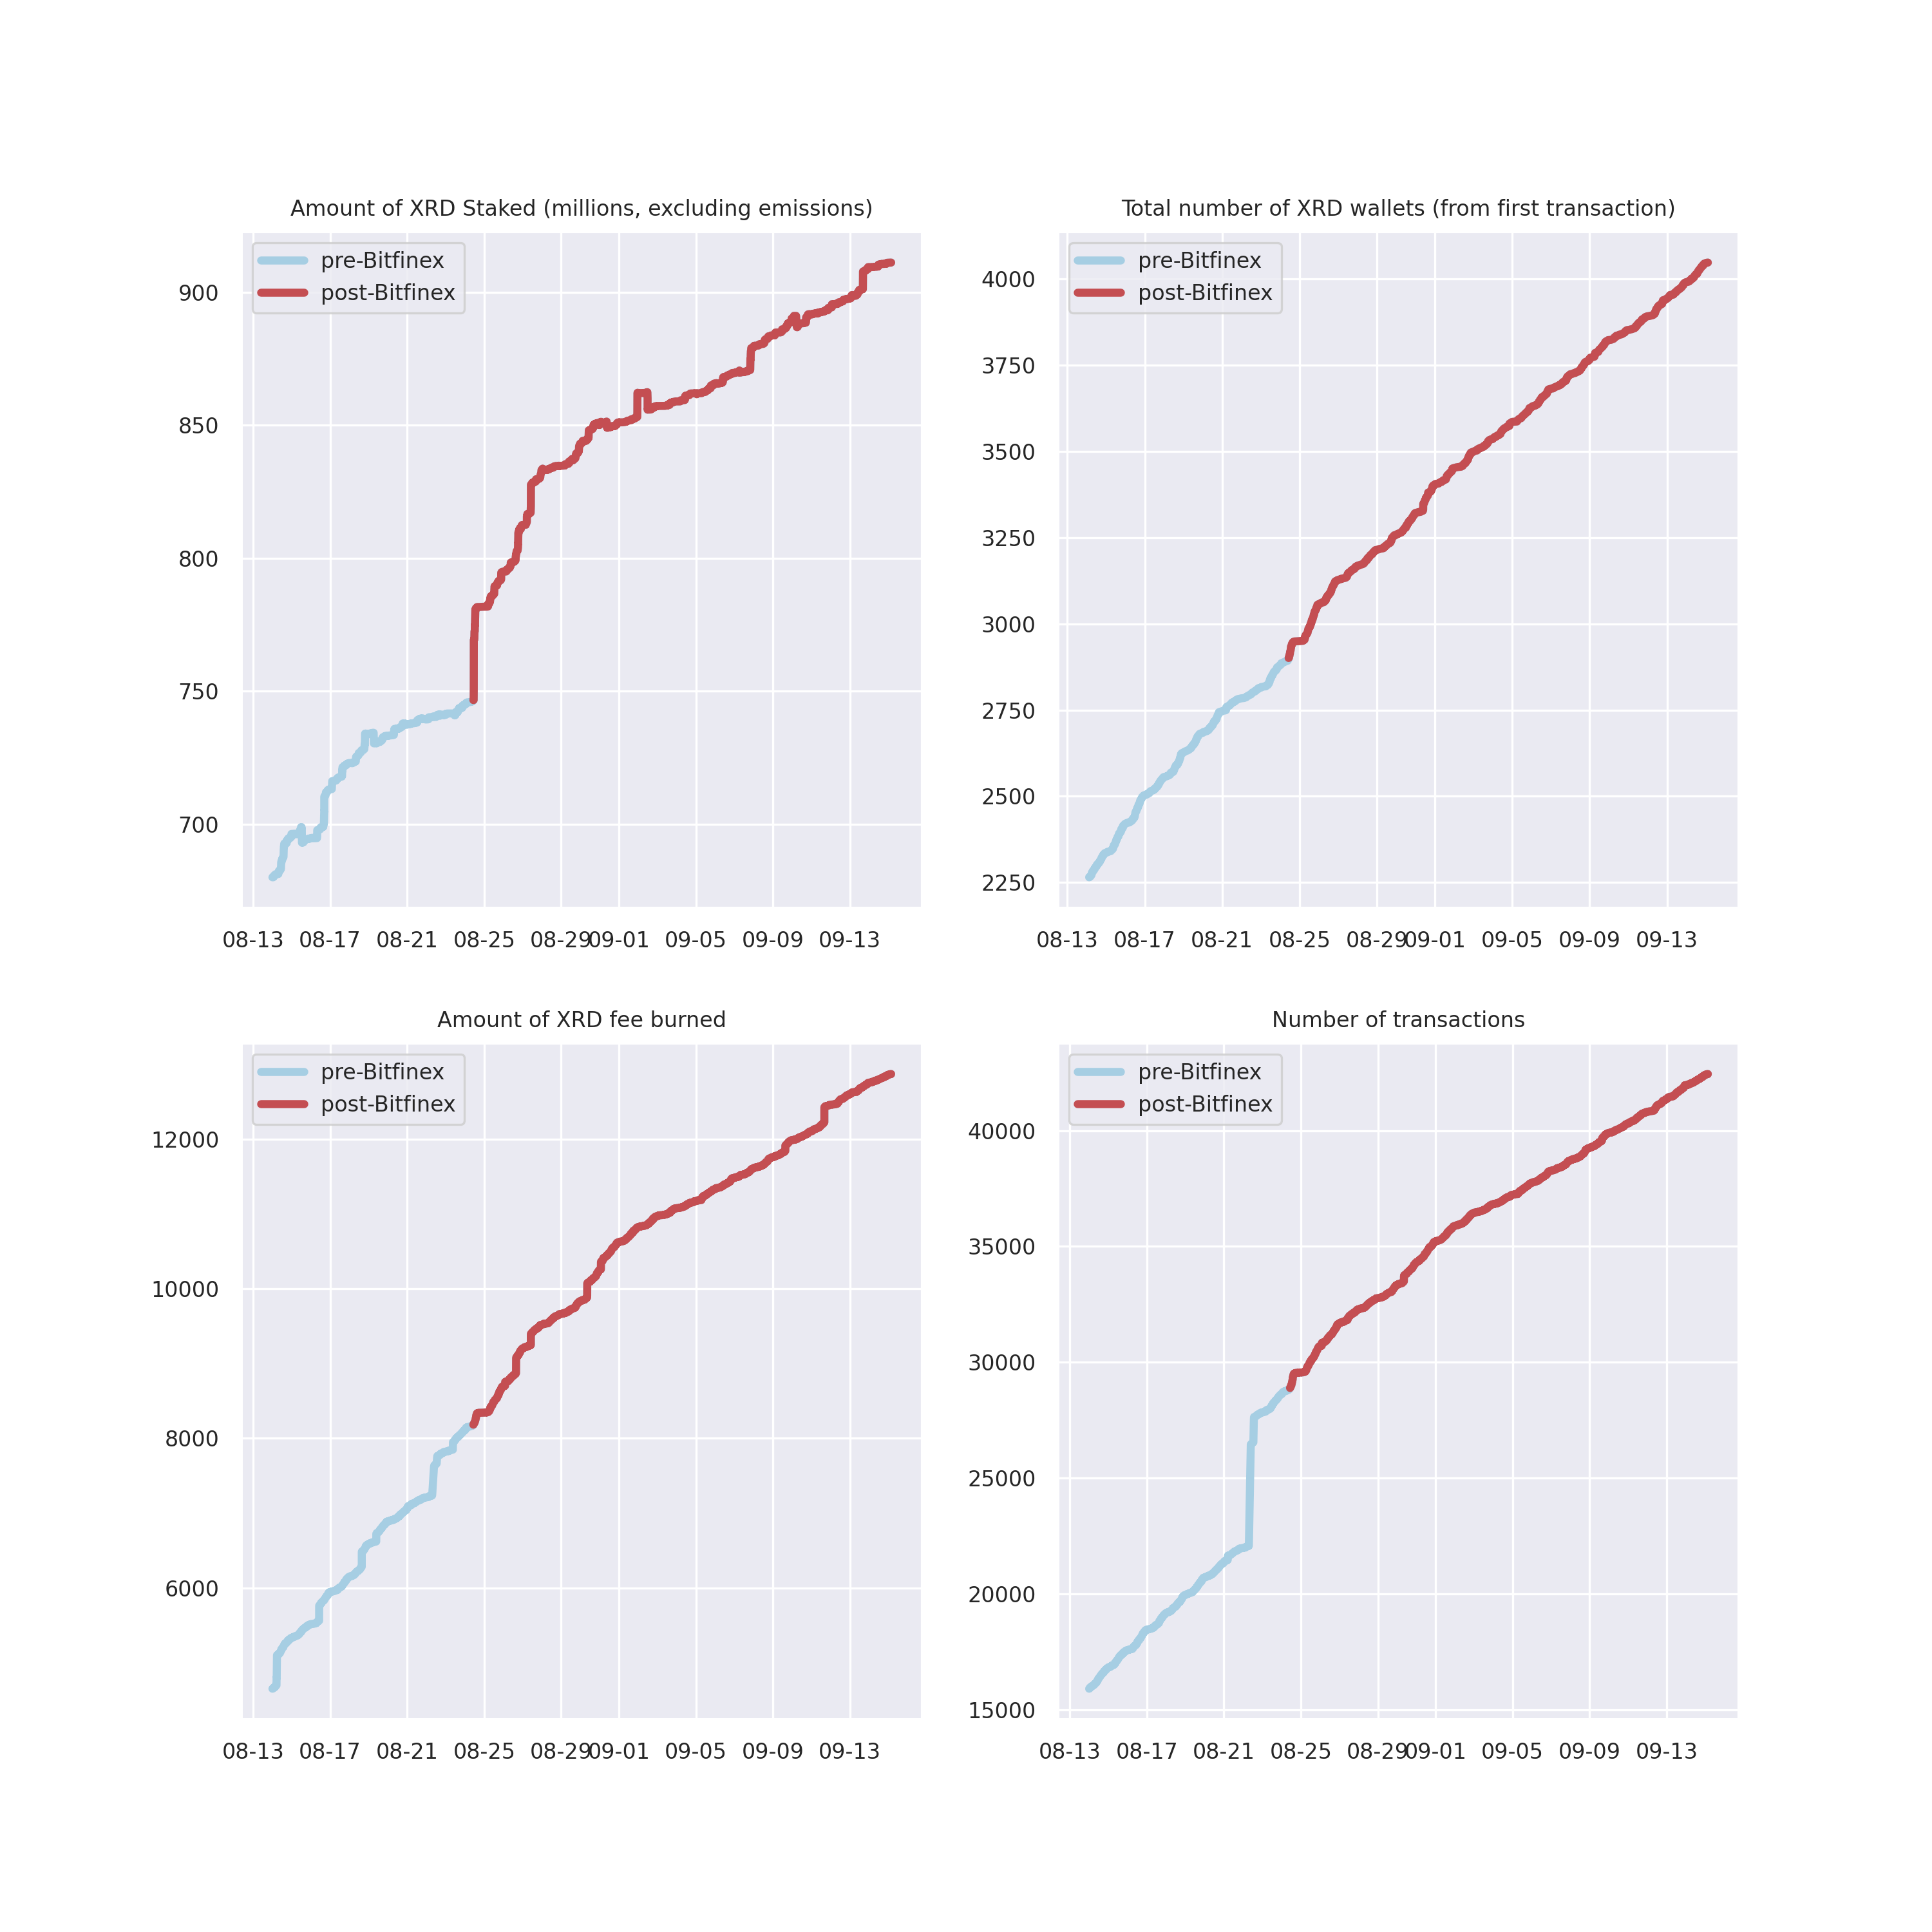 Amount of XRD Staked (millions, excluding emissions)
pre-Bitfinex
post-Bitfinex
900
850
800
750
700
08-13 08-17 08-21 08-25 08-29 09-01 09-05 09-09 09-13
Total number of XRD wallets (from first transaction)
pre-Bitfinex
post-Bitfinex
4000
3750
3500
3250
3000
2750
2500
2250
08-13 08-17 08-21 08-25 08-29 09-01 09-05 09-09 09-13
Amount of XRD fee burned
pre-Bitfinex
post-Bitfinex
12000
10000
8000
6000
08-13 08-17 08-21 08-25 08-29 09-01 09-05 09-09 09-13
Number of transactions
pre-Bitfinex
post-Bitfinex
40000
35000
30000
25000
20000
15000
08-13 08-17 08-21 08-25 08-29 09-01 09-05 09-09 09-13